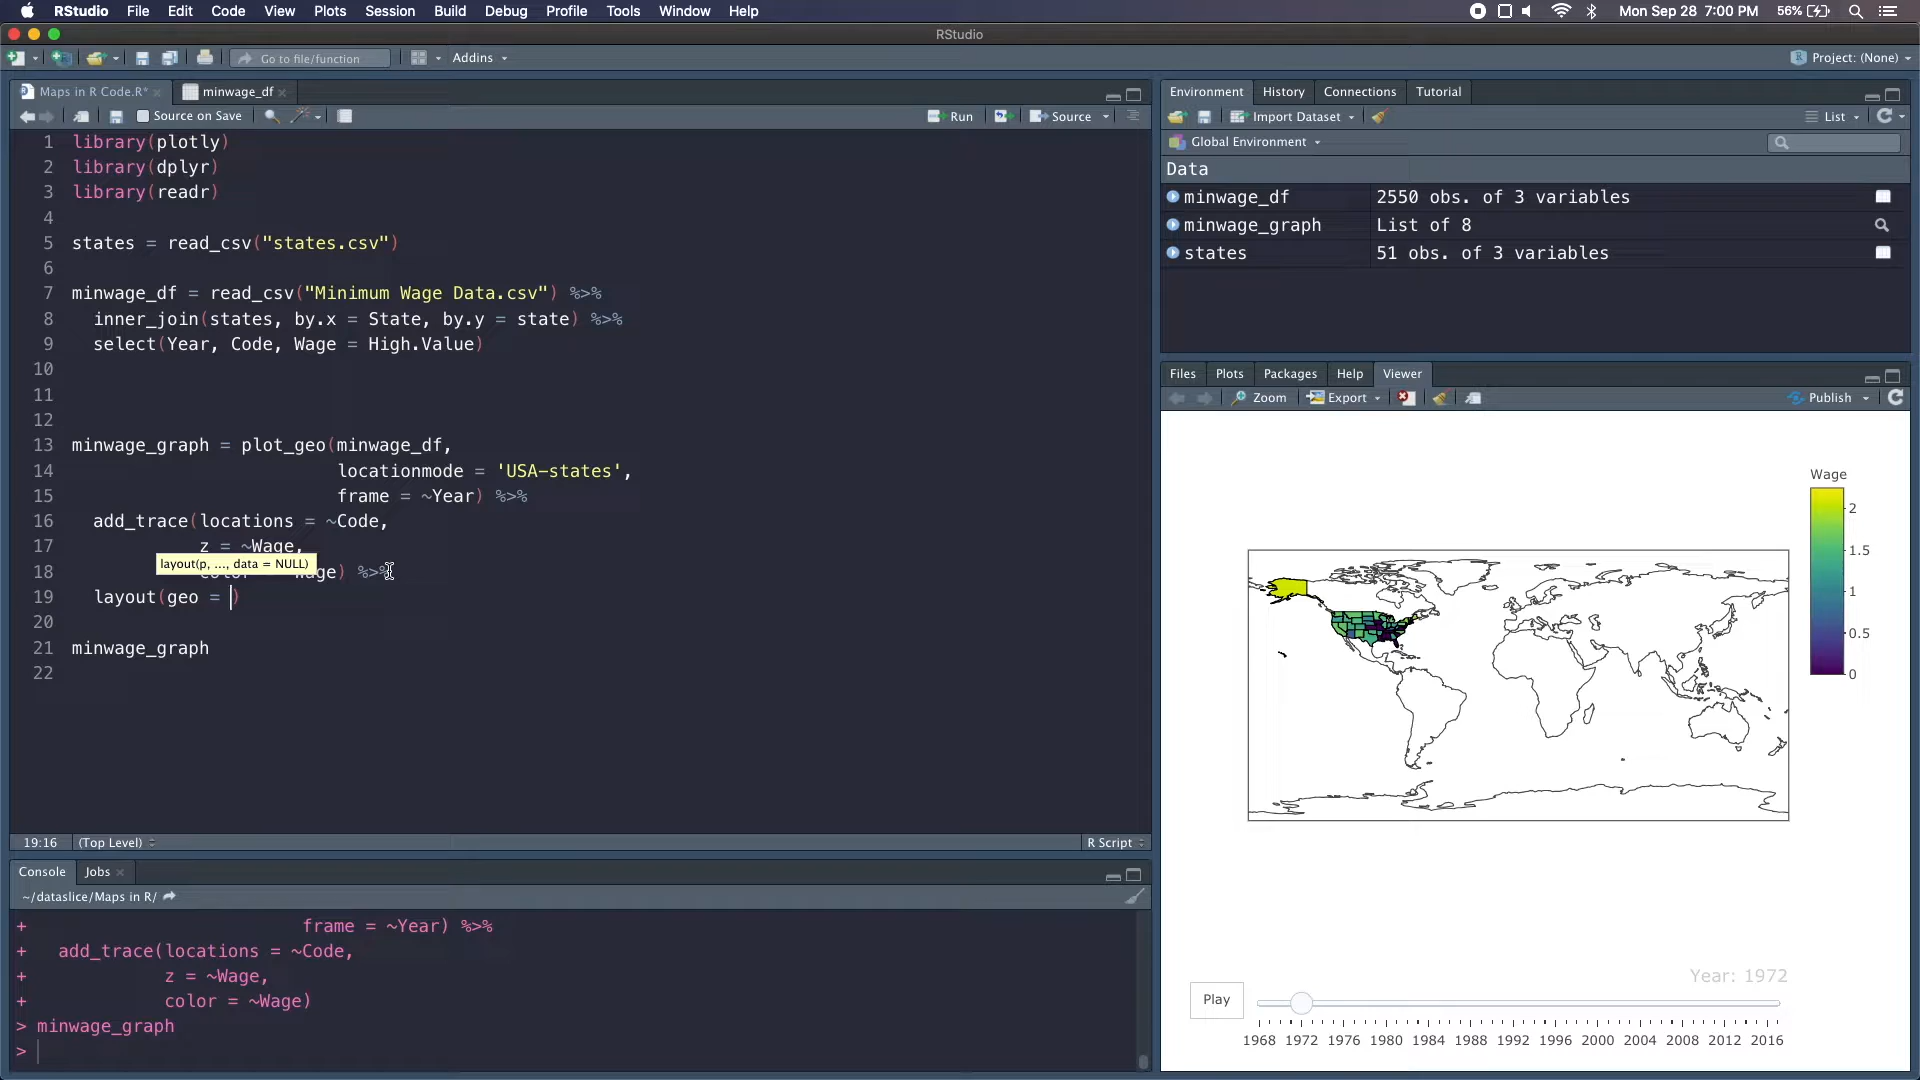 RStudio File Edit Code View Plots Session Build Debug Profile Tools Window Help
Mon Sep 28 7:00 PM 56%
RStudio
Go to file/function Addins Project: (None)
Maps in R Code.R* minwage_df
Source on Save Run Source
1 library(plotly)
2 library(dplyr)
3 library(readr)
4
5 states = read_csv("states.csv")
6
7 minwage_df = read_csv("Minimum Wage Data.csv") %>%
8 inner_join(states, by.x = State, by.y = state) %>%
9 select(Year, Code, Wage = High.Value)
10
11
12
13 minwage_graph = plot_geo(minwage_df,
14 locationmode = 'USA-states',
15 frame = ~Year) %>%
16 add_trace(locations = ~Code,
17 z = ~Wage,
layout(p, ..., data = NULL)
18 %>%
19 layout(geo = )
20
21 minwage_graph
22
19:16 (Top Level) R Script
Console Jobs
~/dataslice/Maps in R/
+ frame = ~Year) %>%
+ add_trace(locations = ~Code,
+ z = ~Wage,
+ color = ~Wage)
> minwage_graph
>
Environment History Connections Tutorial
Import Dataset List
Global Environment
Data
minwage_df 2550 obs. of 3 variables
minwage_graph List of 8
states 51 obs. of 3 variables
Files Plots Packages Help Viewer
Zoom Export Publish
Wage
2
1.5
1
0.5
0
Year: 1972
Play
1968 1972 1976 1980 1984 1988 1992 1996 2000 2004 2008 2012 2016